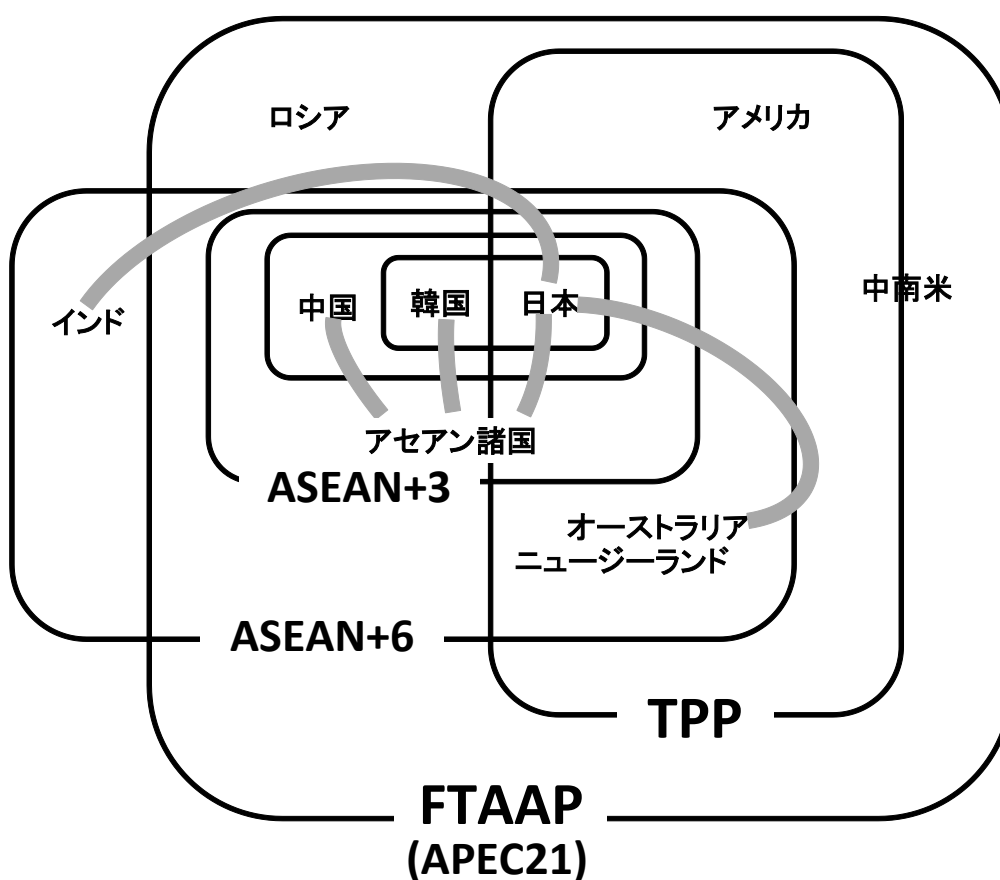 ロシア
アメリカ
インド
中国
韓国
日本
中南米
アセアン諸国
ASEAN+3
オーストラリア
ニュージーランド
ASEAN+6
TPP
FTAAP
(APEC21)